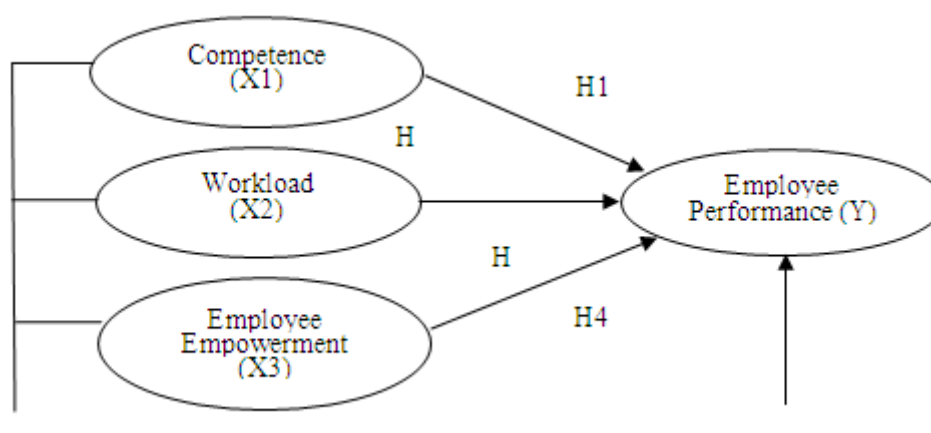 Competence
(X1)
H1
H
Workload
(X2)
Employee
Performance (Y)
H
Employee
Empowerment
(X3)
H4